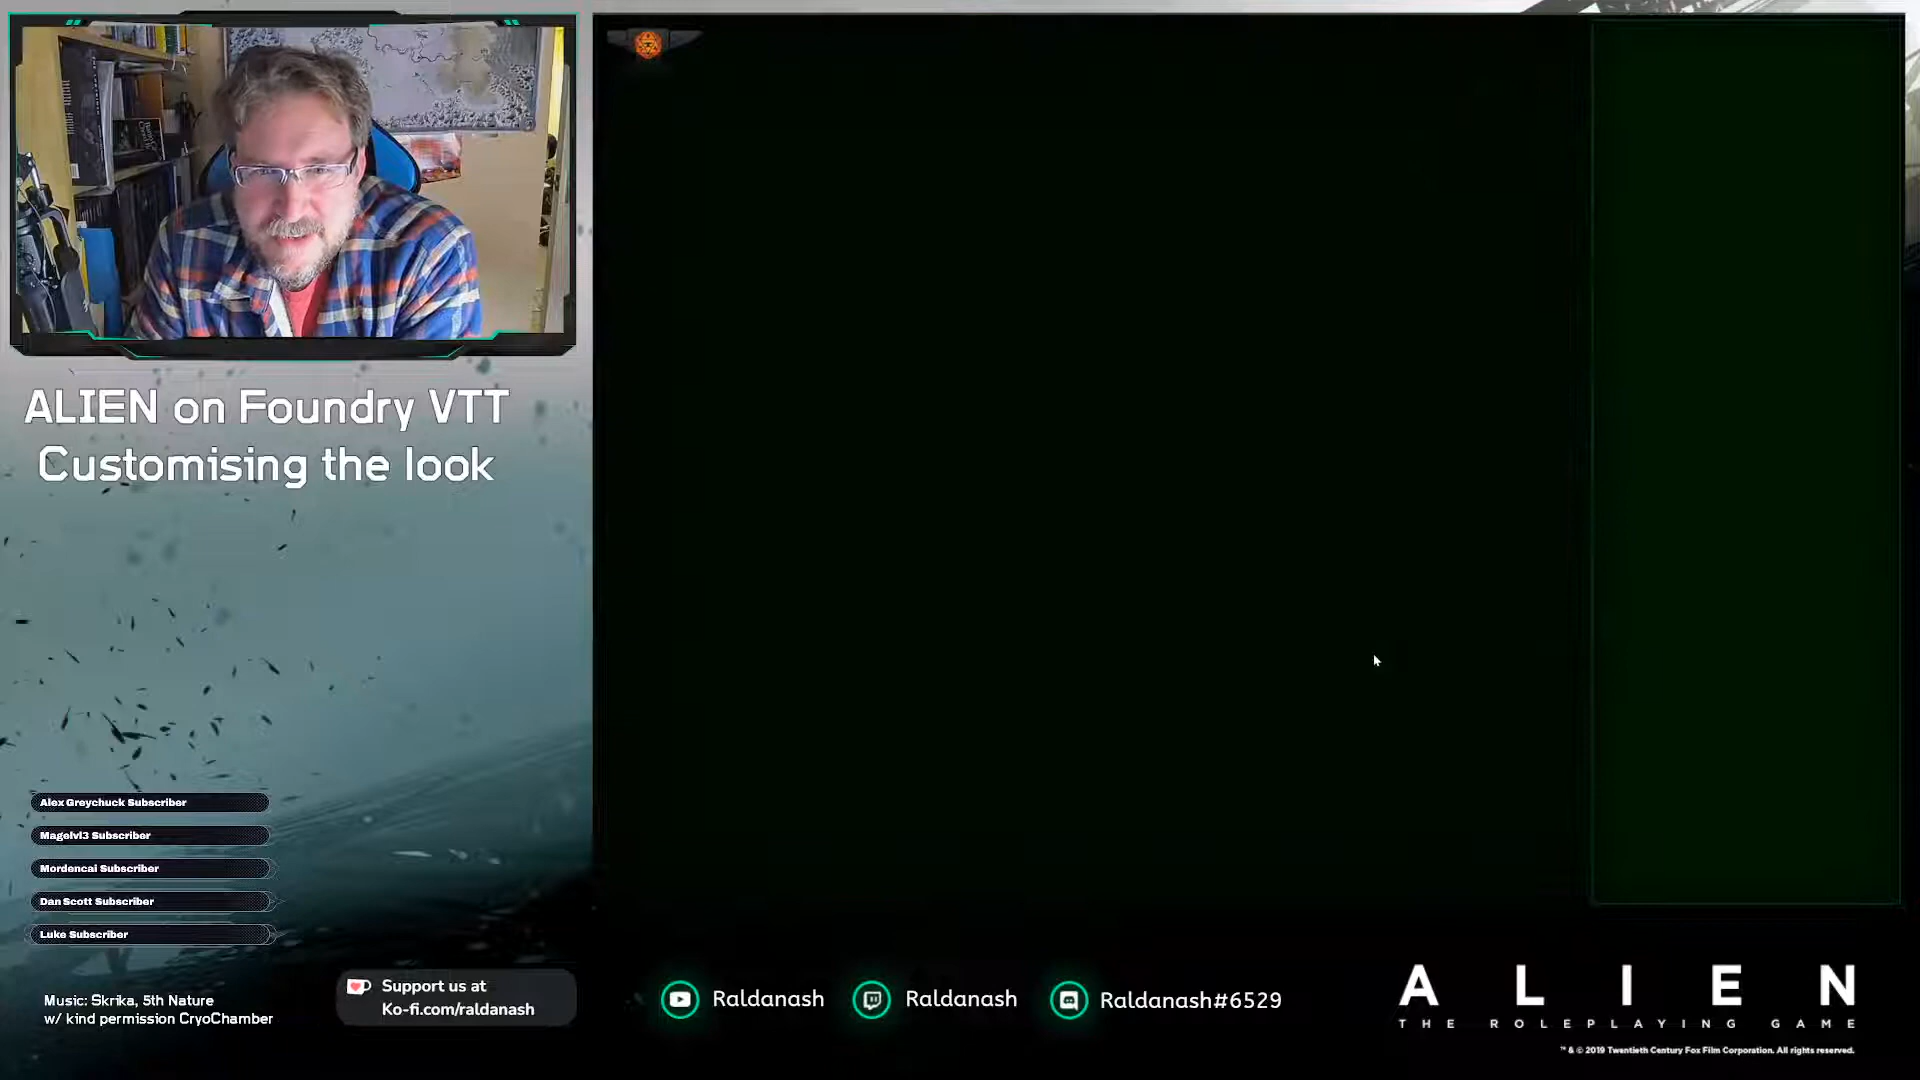 ALIEN on Foundry VTT
Customising the look
Alex Greychuck Subscriber
Magelvl3 Subscriber
Mordencai Subscriber
Dan Scott Subscriber
Luke Subscriber
Music: Skrika, 5th Nature
w/ kind permission CryoChamber
Support us at
Ko-fi.com/raldanash
Raldanash
Raldanash
Raldanash#6529
ALIEN
THE ROLEPLAYING GAME
™ & © 2019 Twentieth Century Fox Film Corporation. All rights reserved.